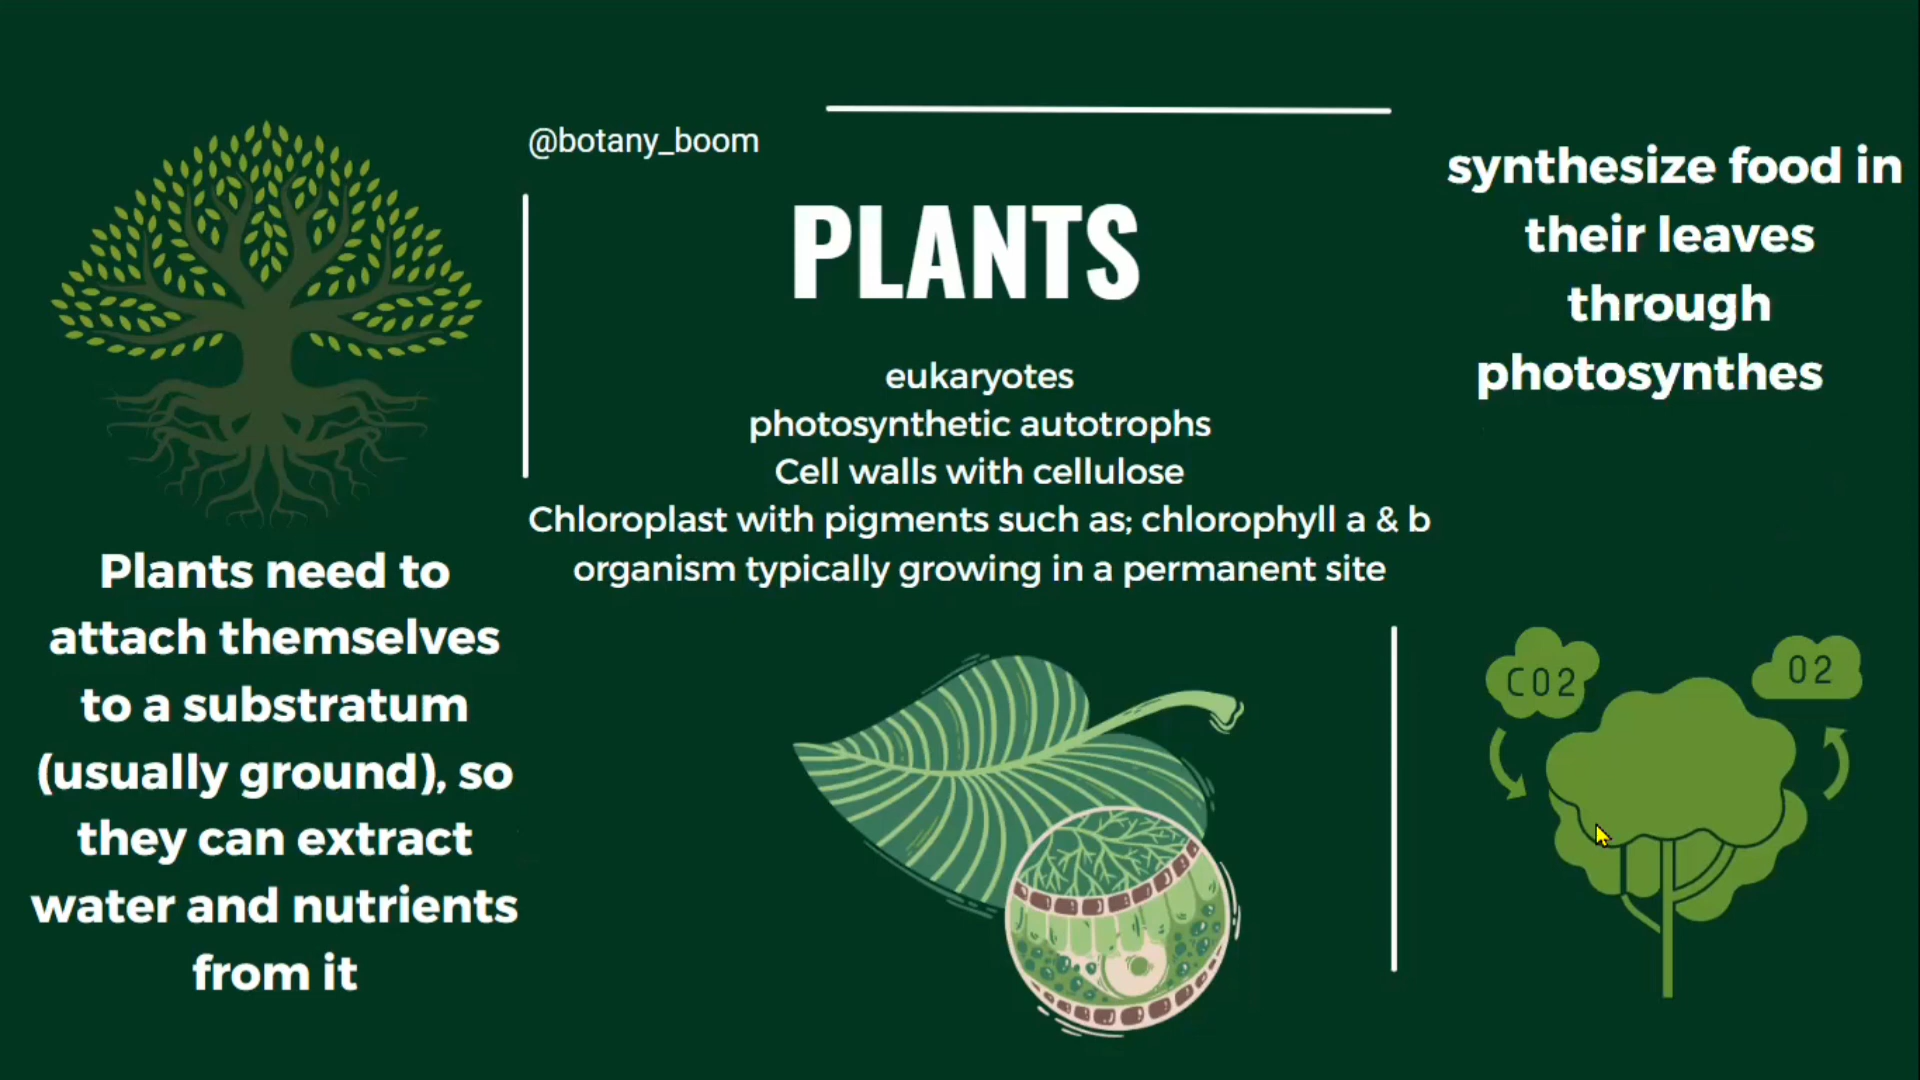 @botany_boom
PLANTS
eukaryotes
photosynthetic autotrophs
Cell walls with cellulose
Chloroplast with pigments such as; chlorophyll a & b
organism typically growing in a permanent site
Plants need to
attach themselves
to a substratum
(usually ground), so
they can extract
water and nutrients
from it
synthesize food in
their leaves
through
photosynthes
CO2
O2